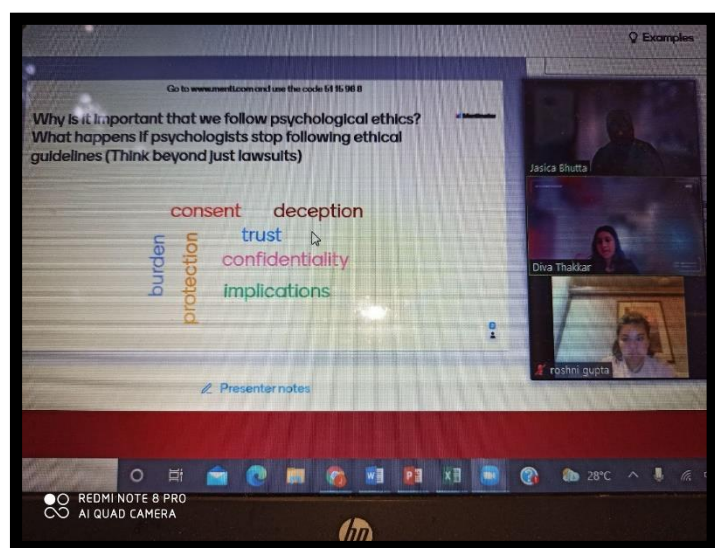 Examples
Go to www.menti.com and use the code 51 15 96 8
Why is it important that we follow psychological ethics?
Mentimeter
What happens if psychologists stop following ethical
guidelines (Think beyond just lawsuits)
consent deception
trust
burden
protection
confidentiality
implications
Presenter notes
Jasica Bhutta
Diva Thakkar
roshni gupta
28°C
REDMI NOTE 8 PRO
AI QUAD CAMERA
hp